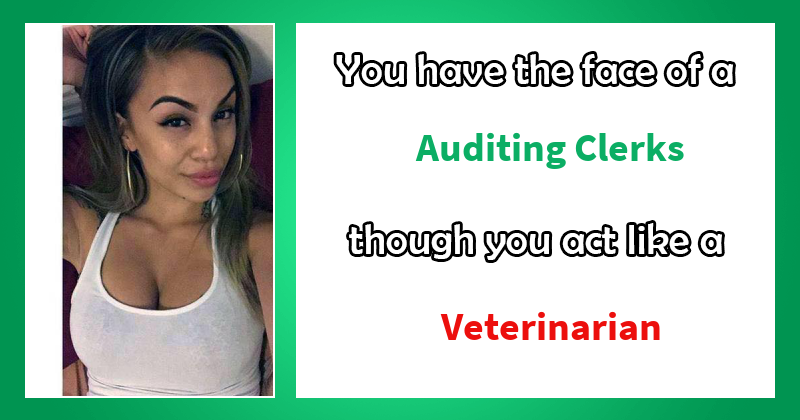 You have the face of a
Auditing Clerks
though you act like a
Veterinarian